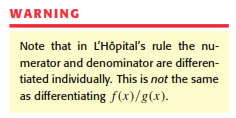 WARNING
Note that in L'Hôpital's rule the nu-
merator and denominator are differen-
tiated individually. This is not the same
as differentiating f(x)/g(x).